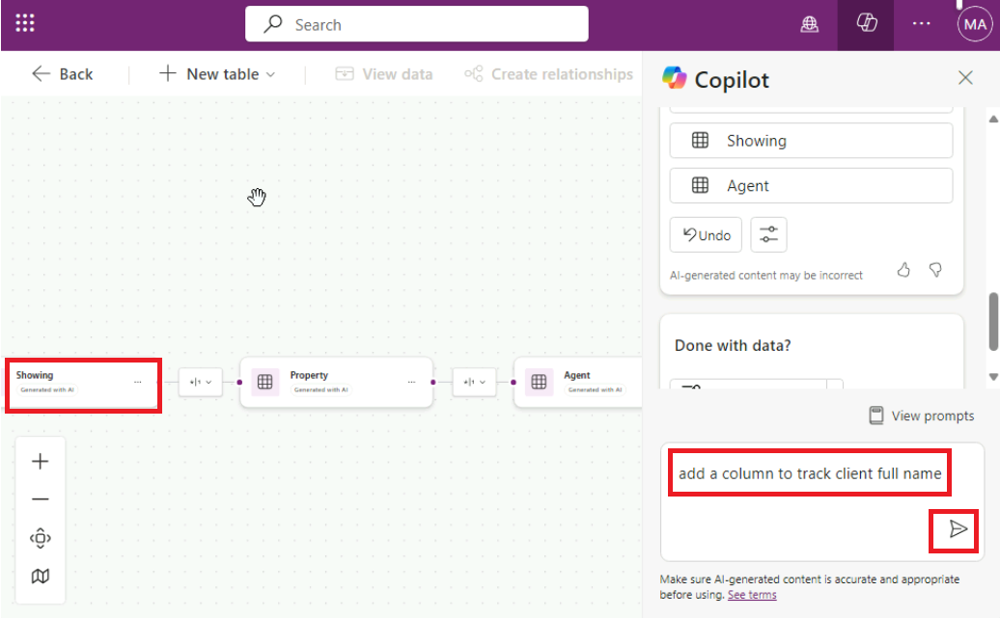 Search
MA
Back
New table
View data
Create relationships
Copilot
Showing
Agent
Undo
AI-generated content may be incorrect
Done with data?
Showing
Generated with AI
Property
Generated with AI
Agent
Generated with AI
View prompts
add a column to track client full name
Make sure AI-generated content is accurate and appropriate
before using. See terms